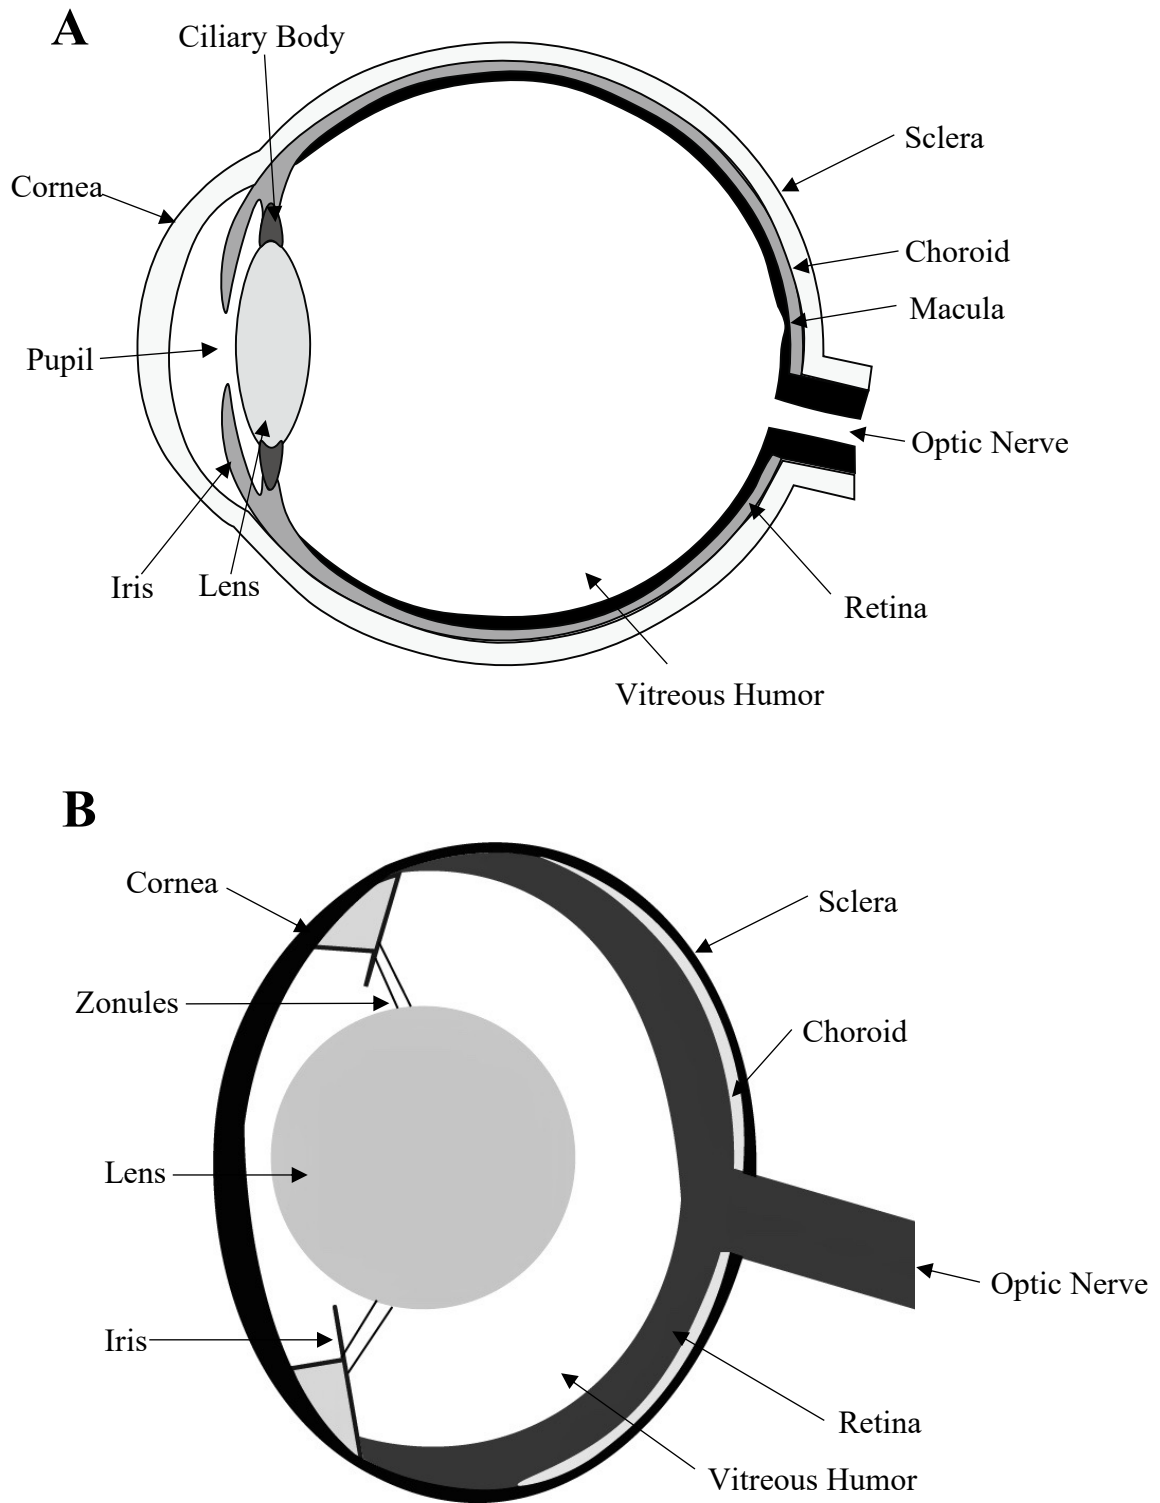 A
Ciliary Body
Sclera
Cornea
Choroid
Macula
Pupil
Optic Nerve
Iris
Lens
Retina
Vitreous Humor
B
Cornea
Sclera
Zonules
Choroid
Lens
Optic Nerve
Iris
Retina
Vitreous Humor